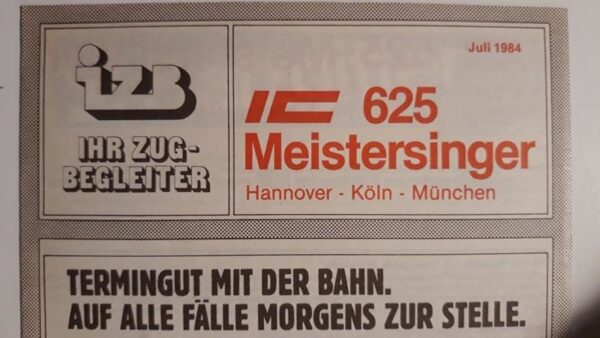 izb
IHR ZUG-
BEGLEITER
Juli 1984
IC 625
Meistersinger
Hannover - Köln - München
TERMINGUT MIT DER BAHN.
AUF ALLE FÄLLE MORGENS ZUR STELLE.